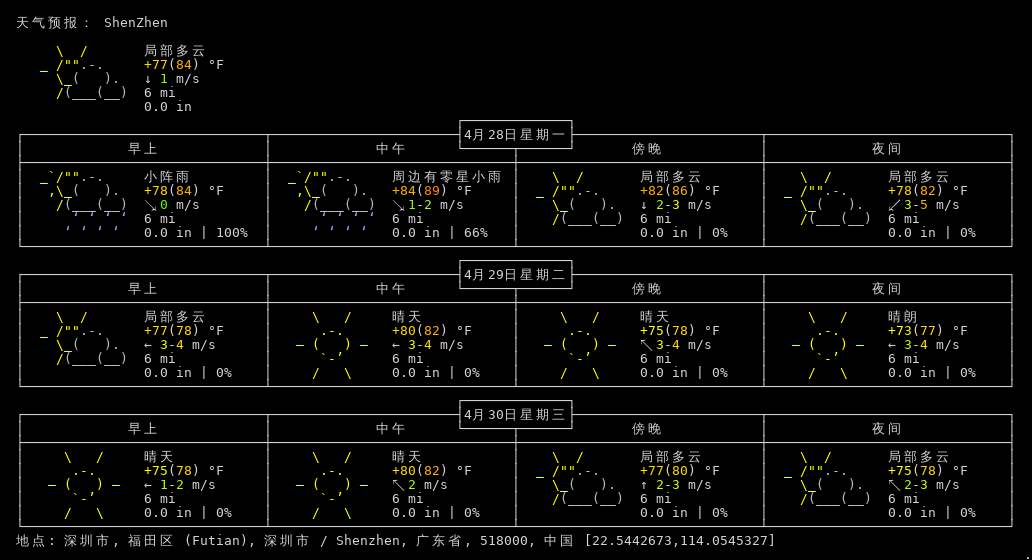 天气预报： ShenZhen
局部多云
+77(84) °F
↓ 1 m/s
6 mi
0.0 in
4月28日星期一
早上 中午 傍晚 夜间
小阵雨 周边有零星小雨 局部多云 局部多云
+78(84) °F +84(89) °F +82(86) °F +78(82) °F
↘ 0 m/s ↘ 1-2 m/s ↓ 2-3 m/s ↙ 3-5 m/s
6 mi 6 mi 6 mi 6 mi
0.0 in | 100% 0.0 in | 66% 0.0 in | 0% 0.0 in | 0%
4月29日星期二
早上 中午 傍晚 夜间
局部多云 晴天 晴天 晴朗
+77(78) °F +80(82) °F +75(78) °F +73(77) °F
← 3-4 m/s ← 3-4 m/s ↖ 3-4 m/s ← 3-4 m/s
6 mi 6 mi 6 mi 6 mi
0.0 in | 0% 0.0 in | 0% 0.0 in | 0% 0.0 in | 0%
4月30日星期三
早上 中午 傍晚 夜间
晴天 晴天 局部多云 局部多云
+75(78) °F +80(82) °F +77(80) °F +75(78) °F
← 1-2 m/s ↖ 2 m/s ↑ 2-3 m/s ↖ 2-3 m/s
6 mi 6 mi 6 mi 6 mi
0.0 in | 0% 0.0 in | 0% 0.0 in | 0% 0.0 in | 0%
地点: 深圳市, 福田区 (Futian), 深圳市 / Shenzhen, 广东省, 518000, 中国 [22.5442673,114.0545327]